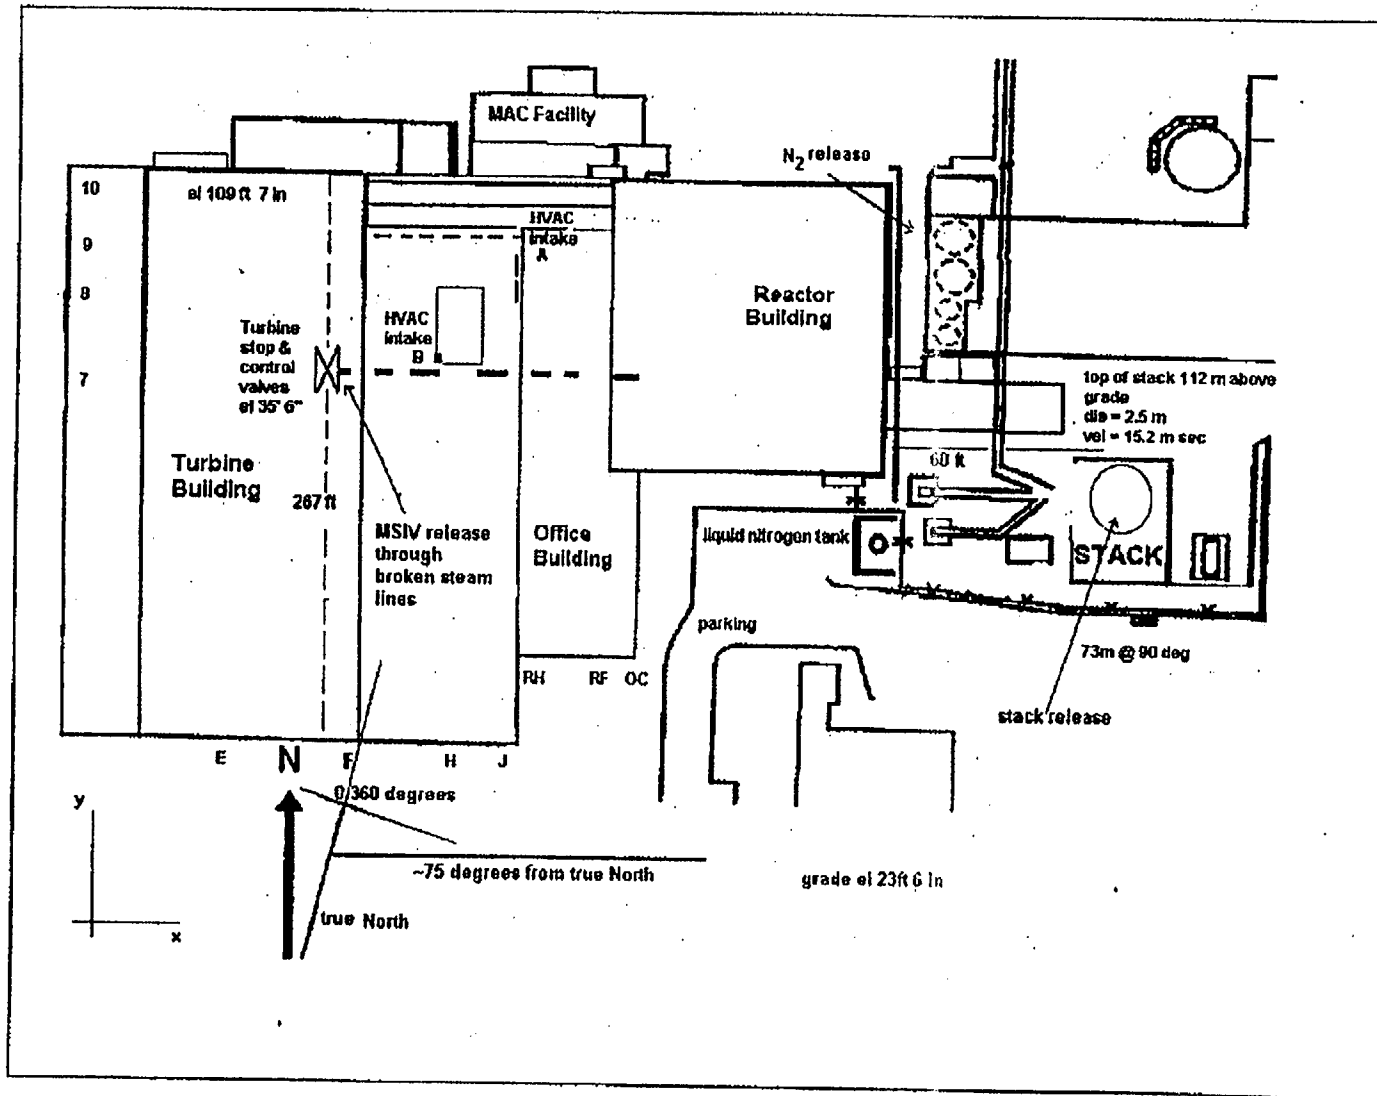 MAC Facility
N2 release
10
el 109 ft 7 in
HVAC
intake
A
9
8
Reactor
Building
Turbine
stop &
control
valves
el 35' 6"
HVAC
intake
B
7
top of stack 112 m above
grade
dia = 2.5 m
vel = 15.2 m sec
60 ft
Turbine
Building
267 ft
MSIV release
through
broken steam
lines
Office
Building
liquid nitrogen tank
STACK
parking
73m @ 90 deg
RH RF OC
stack release
E N F H J
0/360 degrees
y
~75 degrees from true North
grade el 23ft 6 in
true North
x